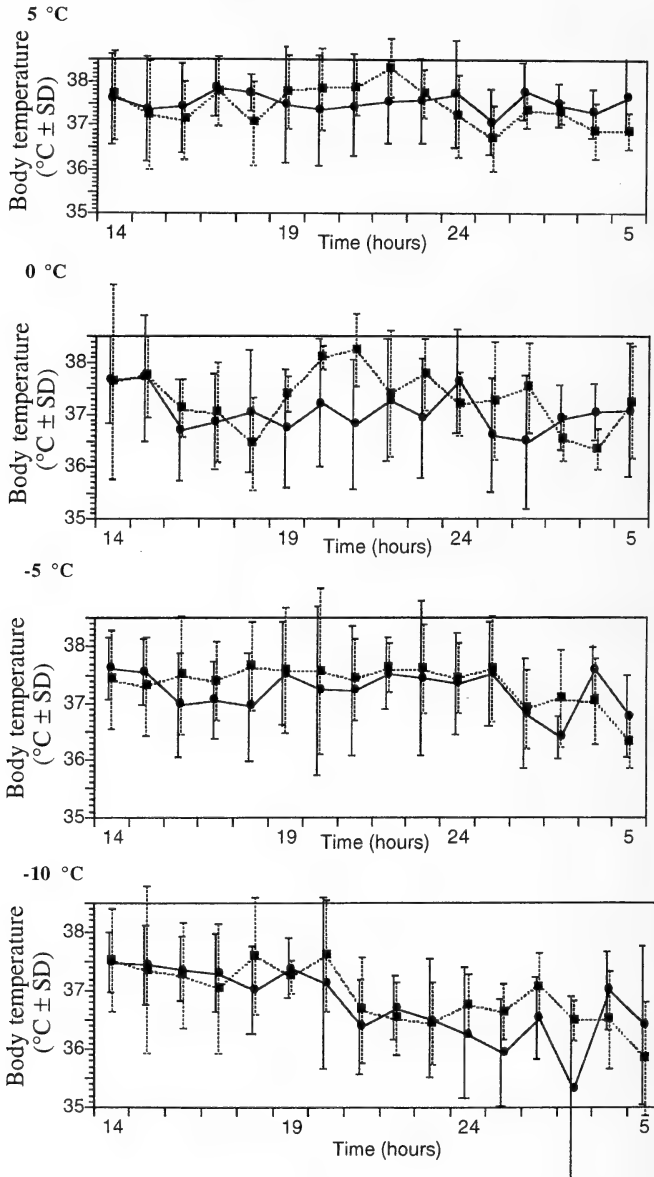 5 °C
Body temperature
(°C ± SD)
38
37
36
35
14 19 24 5
Time (hours)
0 °C
Body temperature
(°C ± SD)
38
37
36
35
14 19 24 5
Time (hours)
-5 °C
Body temperature
(°C ± SD)
38
37
36
35
14 19 24 5
Time (hours)
-10 °C
Body temperature
(°C ± SD)
38
37
36
35
14 19 24 5
Time (hours)